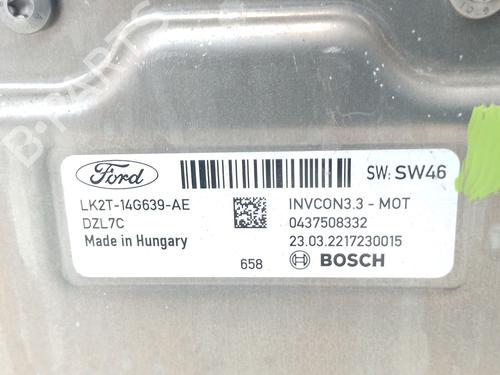 B-PARTS
Ford
SW: SW46
LK2T-14G639-AE
INVCON3.3 - MOT
DZL7C
0437508332
Made in Hungary
23.03.2217230015
658
BOSCH